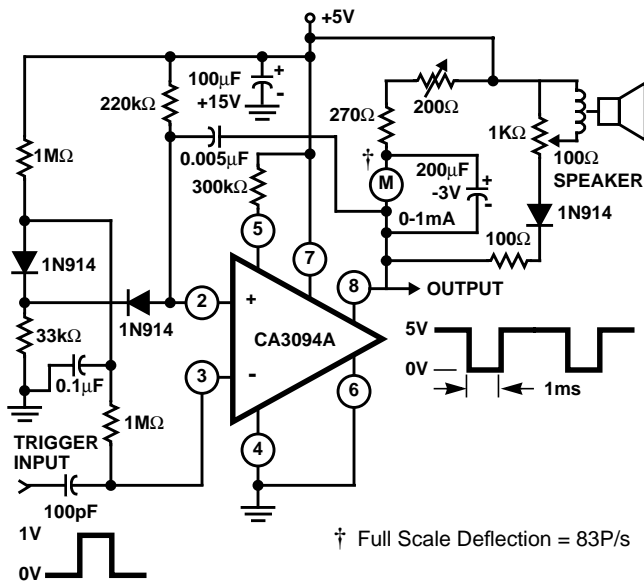 +5V
100μF
+15V
220kΩ
270Ω
200Ω
1MΩ
0.005μF
†
M
200μF
-3V
1KΩ
100Ω
SPEAKER
300kΩ
0-1mA
1N914
5
7
100Ω
1N914
8
OUTPUT
2
+
1N914
CA3094A
5V
33kΩ
0V
3
-
6
1ms
0.1μF
1MΩ
TRIGGER
INPUT
4
100pF
1V
0V
† Full Scale Deflection = 83P/s